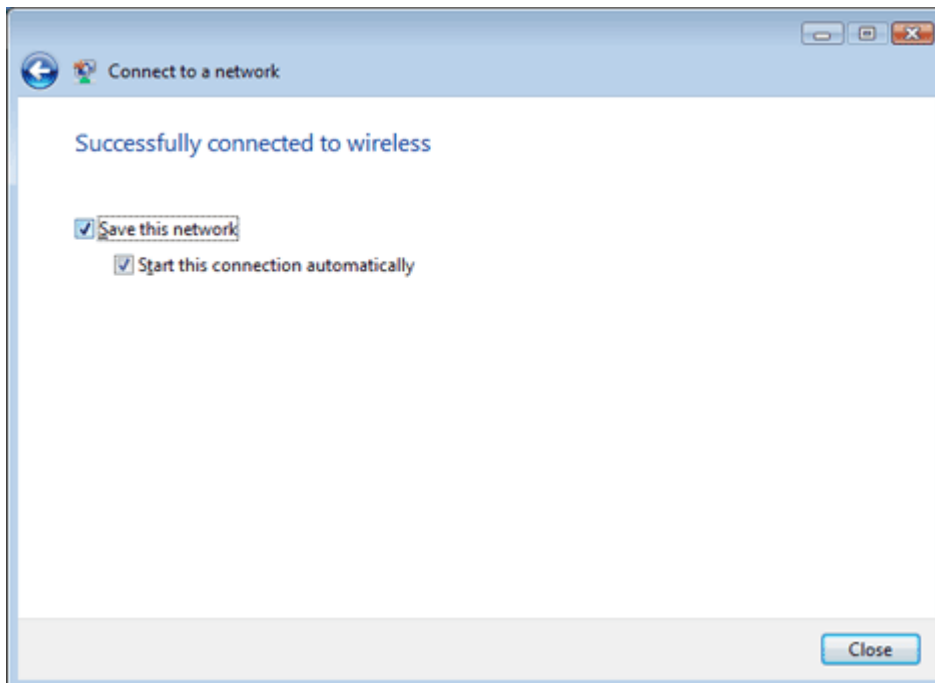 Connect to a network
Successfully connected to wireless
Save this network
Start this connection automatically
Close